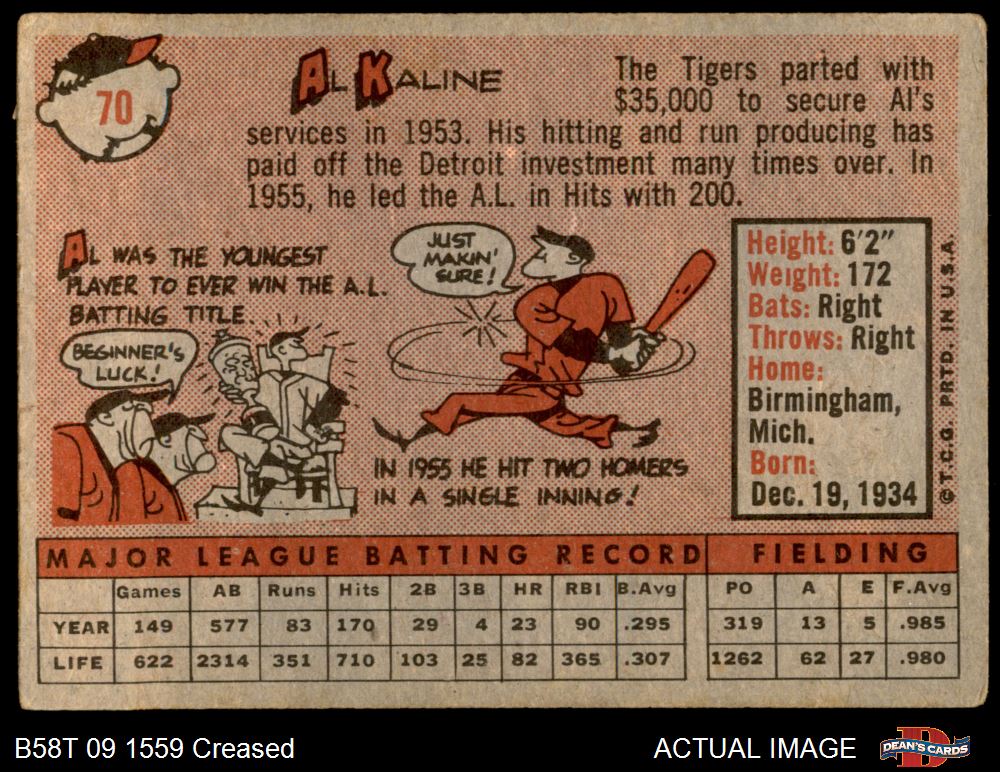 70
AL KALINE
The Tigers parted with
$35,000 to secure Al's
services in 1953. His hitting and run producing has
paid off the Detroit investment many times over. In
1955, he led the A.L. in Hits with 200.
AL WAS THE YOUNGEST
PLAYER TO EVER WIN THE A.L.
BATTING TITLE.
BEGINNER'S
LUCK!
JUST
MAKIN'
SURE!
IN 1955 HE HIT TWO HOMERS
IN A SINGLE INNING!
Height: 6'2"
Weight: 172
Bats: Right
Throws: Right
Home:
Birmingham,
Mich.
Born:
Dec. 19, 1934
© T.C.G. PRTD. IN U.S.A.
MAJOR LEAGUE BATTING RECORD FIELDING
Games AB Runs Hits 2B 3B HR RBI B.Avg PO A E F.Avg
YEAR 149 577 83 170 29 4 23 90 .295 319 13 5 .985
LIFE 622 2314 351 710 103 25 82 365 .307 1262 62 27 .980
B58T 09 1559 Creased
ACTUAL IMAGE
DEAN'S CARDS